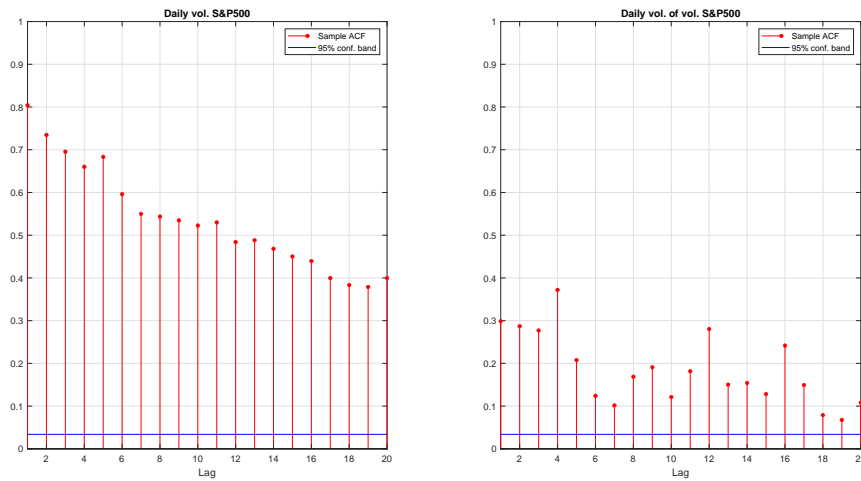 Daily vol. S&P500
Sample ACF
95% conf. band
1
0.9
0.8
0.7
0.6
0.5
0.4
0.3
0.2
0.1
0
2 4 6 8 10 12 14 16 18 20
Lag
Daily vol. of vol. S&P500
Sample ACF
95% conf. band
1
0.9
0.8
0.7
0.6
0.5
0.4
0.3
0.2
0.1
0
2 4 6 8 10 12 14 16 18 20
Lag